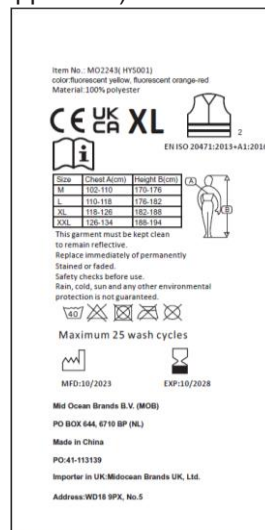 Item No.: MO2243( HY5001)
color:fluorescent yellow, fluorescent orange-red
Material:100% polyester
CE UK CA XL
2
EN ISO 20471:2013+A1:2016
i
Size Chest A(cm) Height B(cm)
M 102-110 170-176
L 110-118 176-182
XL 118-126 182-188
XXL 126-134 188-194
A
B
This garment must be kept clean
to remain reflective.
Replace immediately of permanently
Stained or faded.
Safety checks before use.
Rain, cold, sun and any other environmental
protection is not guaranteed.
40
Maximum 25 wash cycles
MFD:10/2023 EXP:10/2028
Mid Ocean Brands B.V. (MOB)
PO BOX 644, 6710 BP (NL)
Made in China
PO:41-113139
Importer in UK:Midocean Brands UK, Ltd.
Address:WD18 9PX, No.5